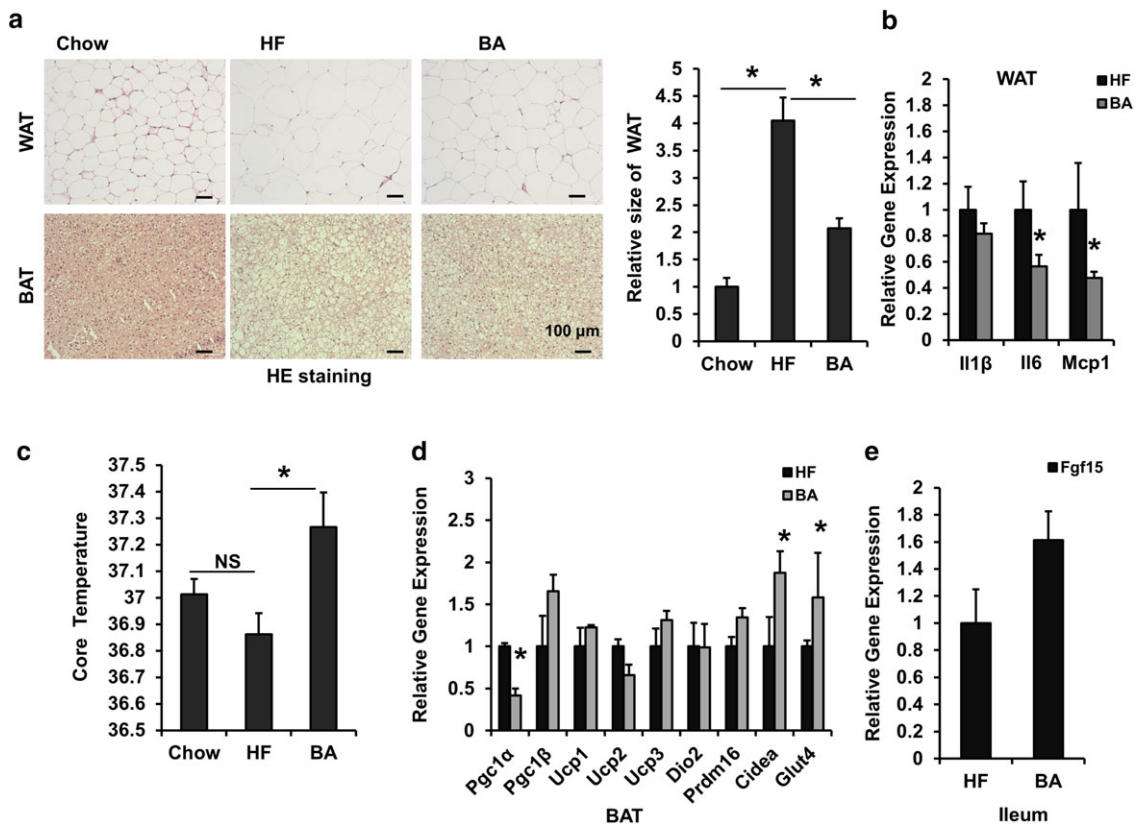 a
Chow HF BA
WAT
BAT
100 µm
HE staining
Relative size of WAT
5
4.5
4
3.5
3
2.5
2
1.5
1
0.5
0
* *
Chow HF BA
b
WAT
HF
BA
Relative Gene Expression
2
1.8
1.6
1.4
1.2
1
0.8
0.6
0.4
0.2
0
* *
Il1β Il6 Mcp1
c
Core Temperature
37.5
37.4
37.3
37.2
37.1
37
36.9
36.8
36.7
36.6
36.5
NS *
Chow HF BA
d
HF
BA
Relative Gene Expression
3
2.5
2
1.5
1
0.5
0
* * *
Pgc1α Pgc1β Ucp1 Ucp2 Ucp3 Dio2 Prdm16 Cidea Glut4
BAT
e
Fgf15
Relative Gene Expression
2
1.8
1.6
1.4
1.2
1
0.8
0.6
0.4
0.2
0
HF BA
Ileum